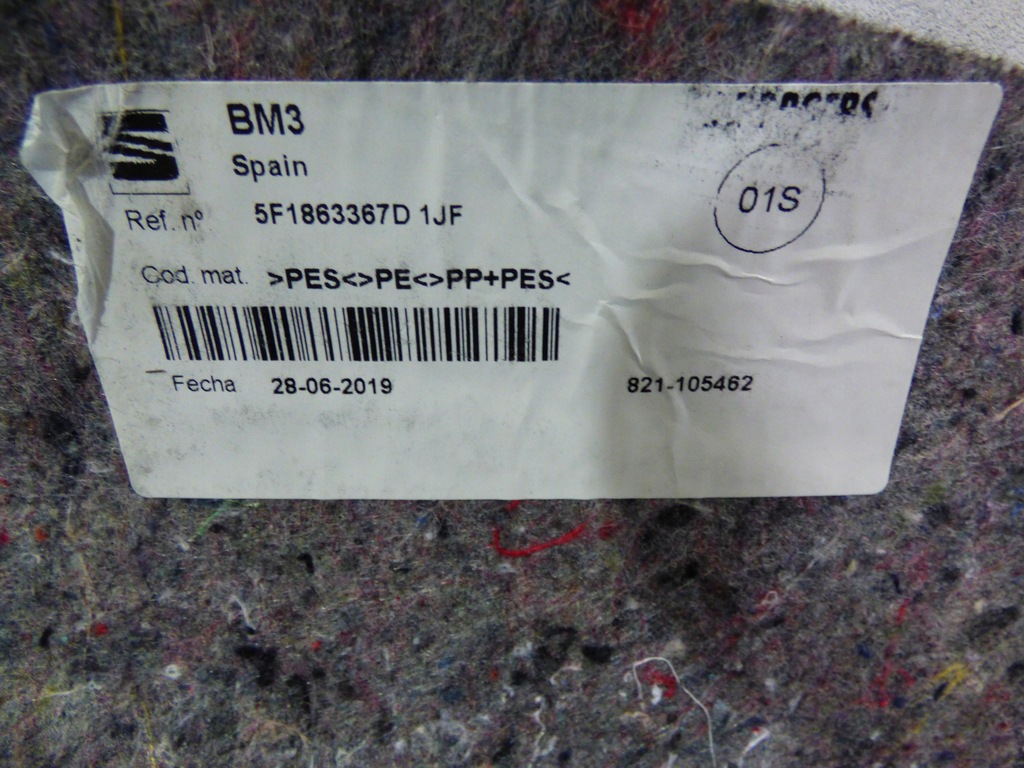 BM3
Spain
01S
Ref. nº 5F1863367D 1JF
Cod. mat. >PES<>PE<>PP+PES<
Fecha 28-06-2019 821-105462